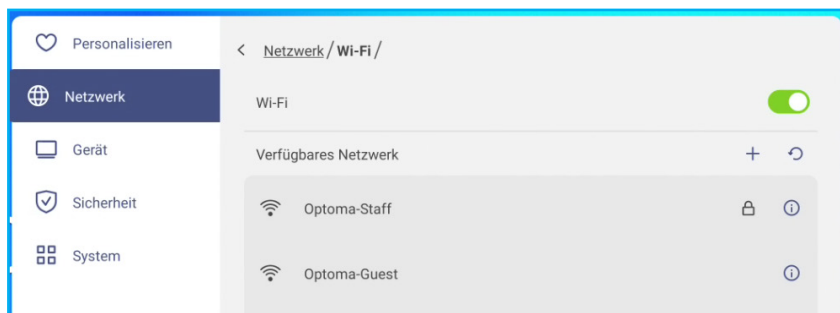 Personalisieren
Netzwerk
Gerät
Sicherheit
System
Netzwerk/Wi-Fi/
Wi-Fi
Verfügbares Netzwerk
Optoma-Staff
Optoma-Guest